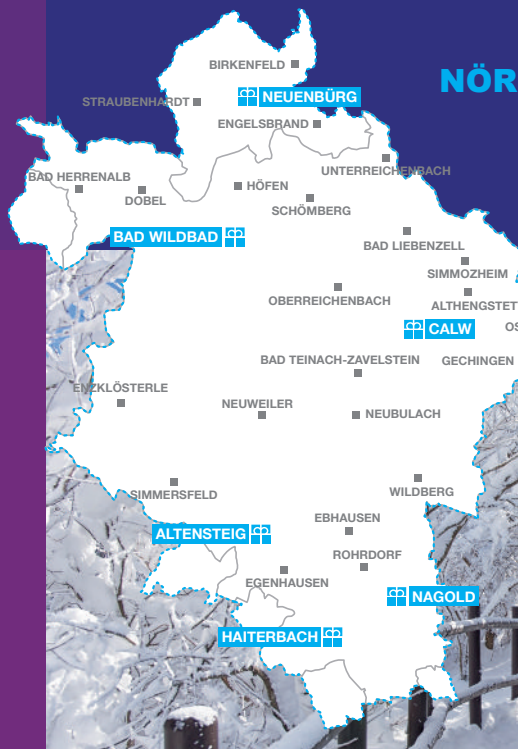 BIRKENFELD
NÖR
STRAUBENHARDT
NEUENBÜRG
ENGELSBRAND
UNTERREICHENBACH
BAD HERRENALB
HÖFEN
DOBEL
SCHÖMBERG
BAD WILDBAD
BAD LIEBENZELL
SIMMOZHEIM
OBERREICHENBACH
ALTHENGSTET
CALW
OS
BAD TEINACH-ZAVELSTEIN
GECHINGEN
ENZKLÖSTERLE
NEUWEILER
NEUBULACH
SIMMERSFELD
WILDBERG
EBHAUSEN
ALTENSTEIG
ROHRDORF
EGENHAUSEN
NAGOLD
HAITERBACH